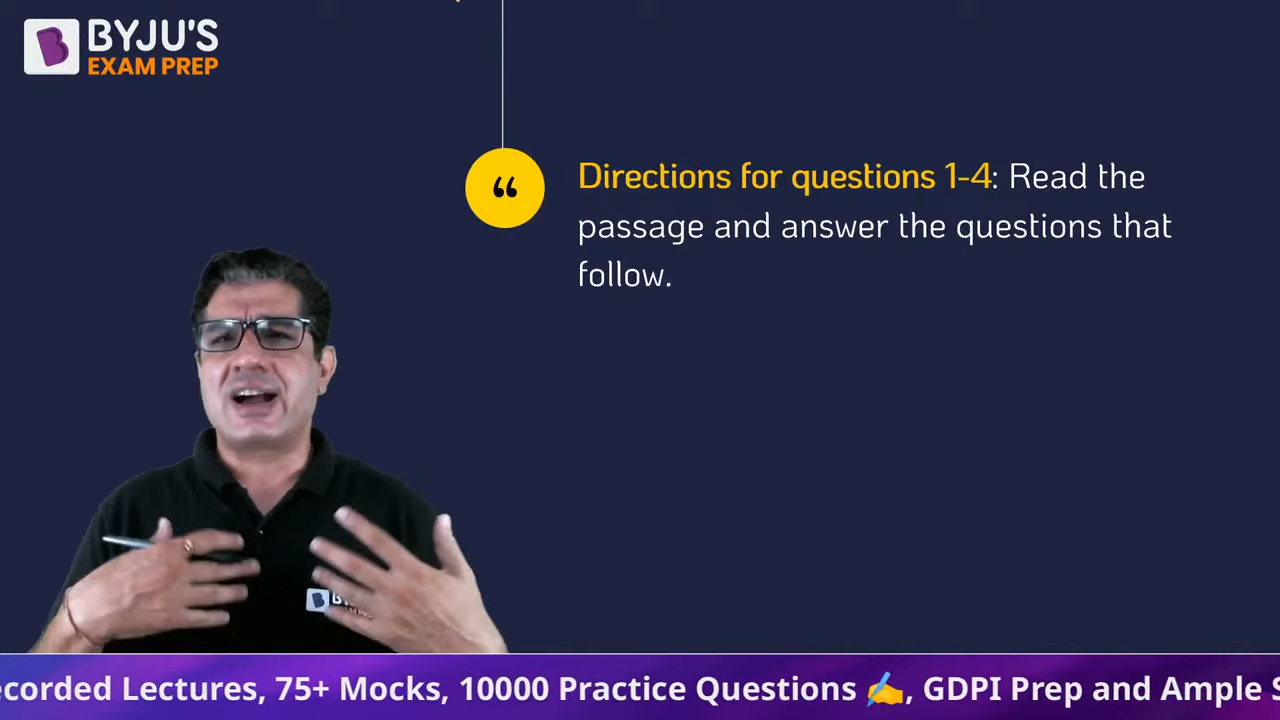 BYJU'S
EXAM PREP
“
Directions for questions 1-4: Read the
passage and answer the questions that
follow.
Lectures, 75+ Mocks, 10000 Practice Questions ✍️, GDPI Prep and Ample